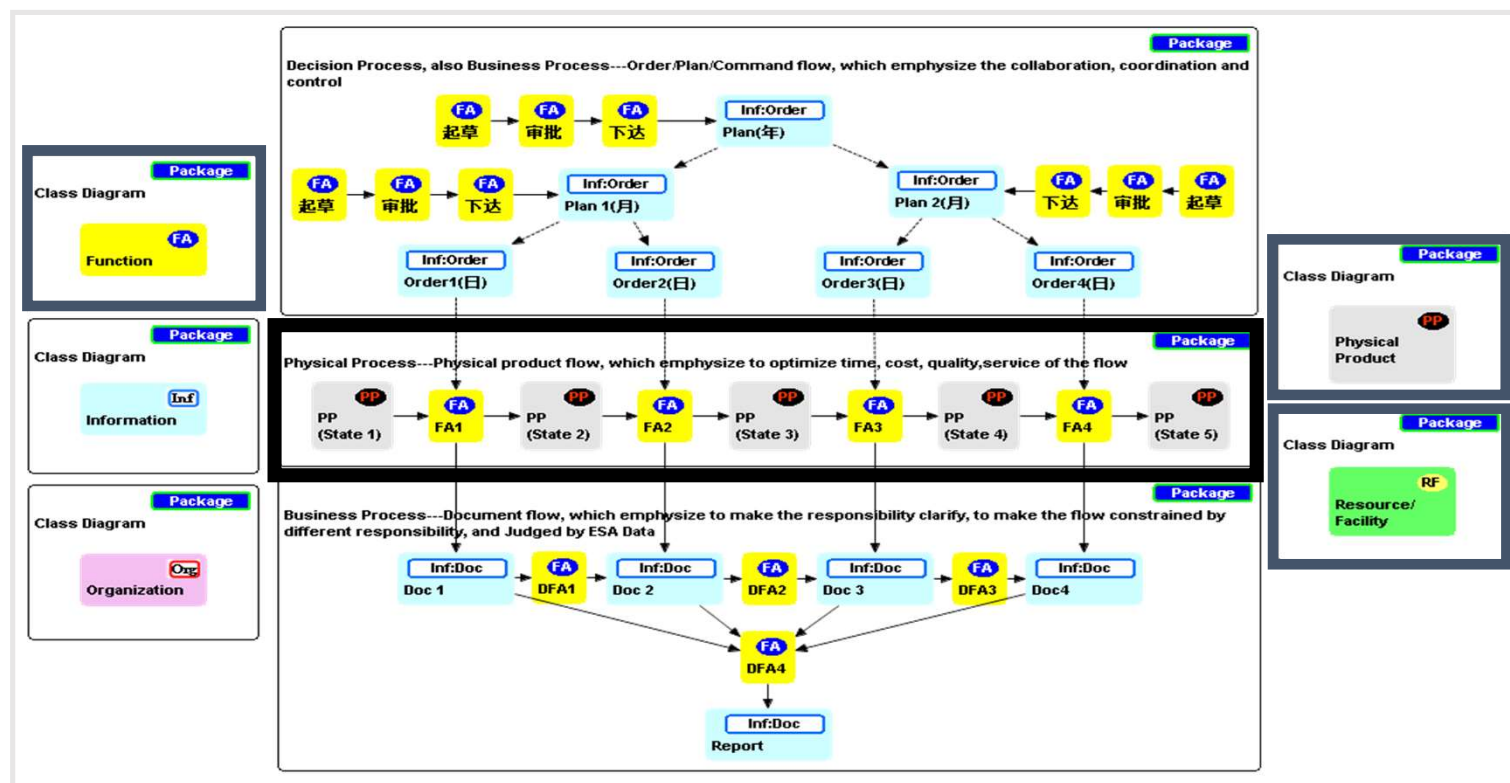 Package
Decision Process, also Business Process---Order/Plan/Command flow, which emphysize the collaboration, coordination and
control
FA
起草
FA
审批
FA
下达
Inf:Order
Plan(年)
FA
起草
FA
审批
FA
下达
Inf:Order
Plan 1(月)
Inf:Order
Plan 2(月)
FA
下达
FA
审批
FA
起草
Inf:Order
Order1(日)
Inf:Order
Order2(日)
Inf:Order
Order3(日)
Inf:Order
Order4(日)
Package
Class Diagram
FA
Function
Package
Class Diagram
Inf
Information
Package
Class Diagram
Org
Organization
Package
Physical Process---Physical product flow, which emphysize to optimize time, cost, quality,service of the flow
PP
PP
(State 1)
FA
FA1
PP
PP
(State 2)
FA
FA2
PP
PP
(State 3)
FA
FA3
PP
PP
(State 4)
FA
FA4
PP
PP
(State 5)
Package
Business Process---Document flow, which emphysize to make the responsibility clarify, to make the flow constrained by
different responsibility, and Judged by ESA Data
Inf:Doc
Doc 1
FA
DFA1
Inf:Doc
Doc 2
FA
DFA2
Inf:Doc
Doc 3
FA
DFA3
Inf:Doc
Doc4
FA
DFA4
Inf:Doc
Report
Package
Class Diagram
PP
Physical
Product
Package
Class Diagram
RF
Resource/
Facility